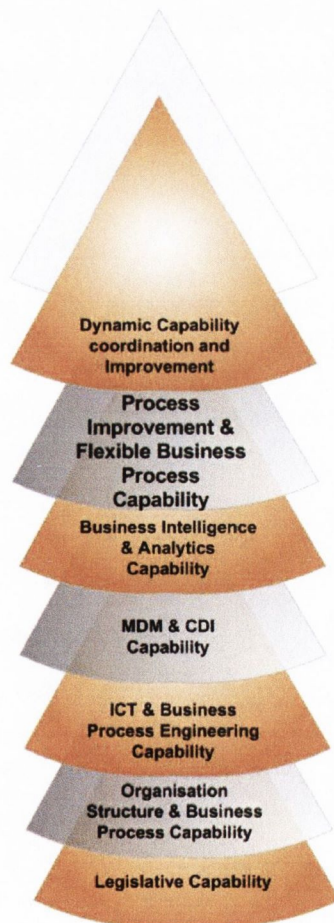 Dynamic Capability
coordination and
Improvement
Process
Improvement &
Flexible Business
Process
Capability
Business Intelligence
& Analytics
Capability
MDM & CDI
Capability
ICT & Business
Process Engineering
Capability
Organisation
Structure & Business
Process Capability
Legislative Capability